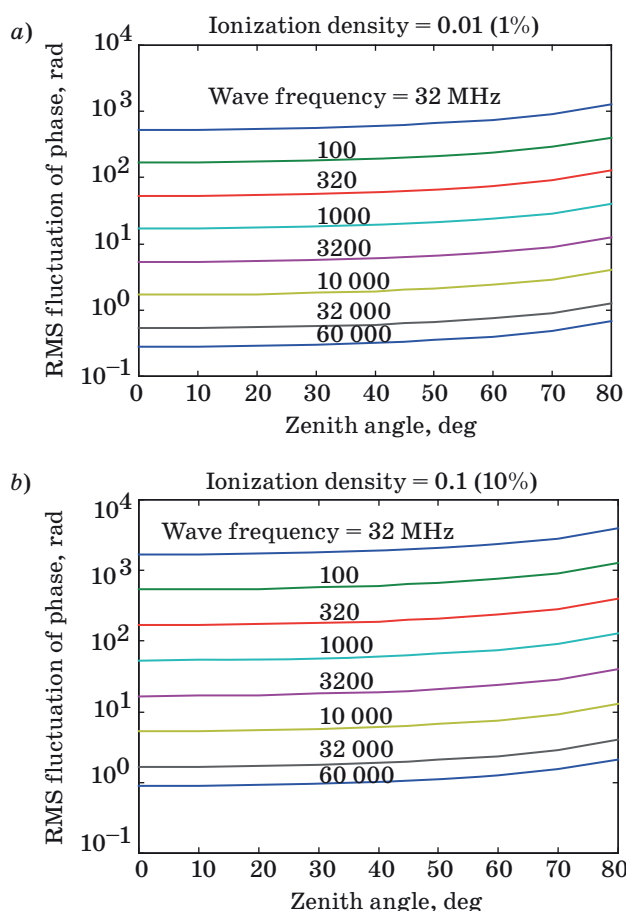 a) Ionization density = 0.01 (1%)
RMS fluctuation of phase, rad
10^4
10^3
10^2
10^1
10^0
10^-1
Wave frequency = 32 MHz
100
320
1000
3200
10 000
32 000
60 000
0 10 20 30 40 50 60 70 80
Zenith angle, deg
b) Ionization density = 0.1 (10%)
RMS fluctuation of phase, rad
10^4
10^3
10^2
10^1
10^0
10^-1
Wave frequency = 32 MHz
100
320
1000
3200
10 000
32 000
60 000
0 10 20 30 40 50 60 70 80
Zenith angle, deg